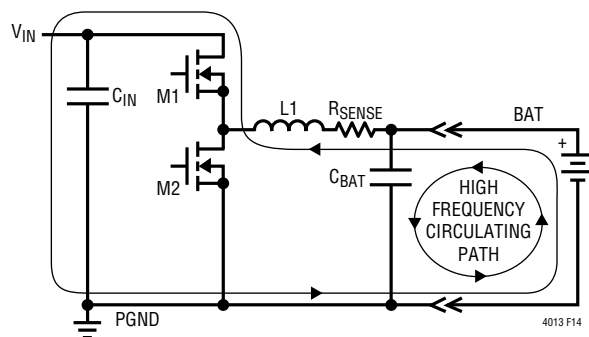 VIN
CIN
M1
M2
L1
RSENSE
BAT
+
CBAT
HIGH
FREQUENCY
CIRCULATING
PATH
PGND
4013 F14